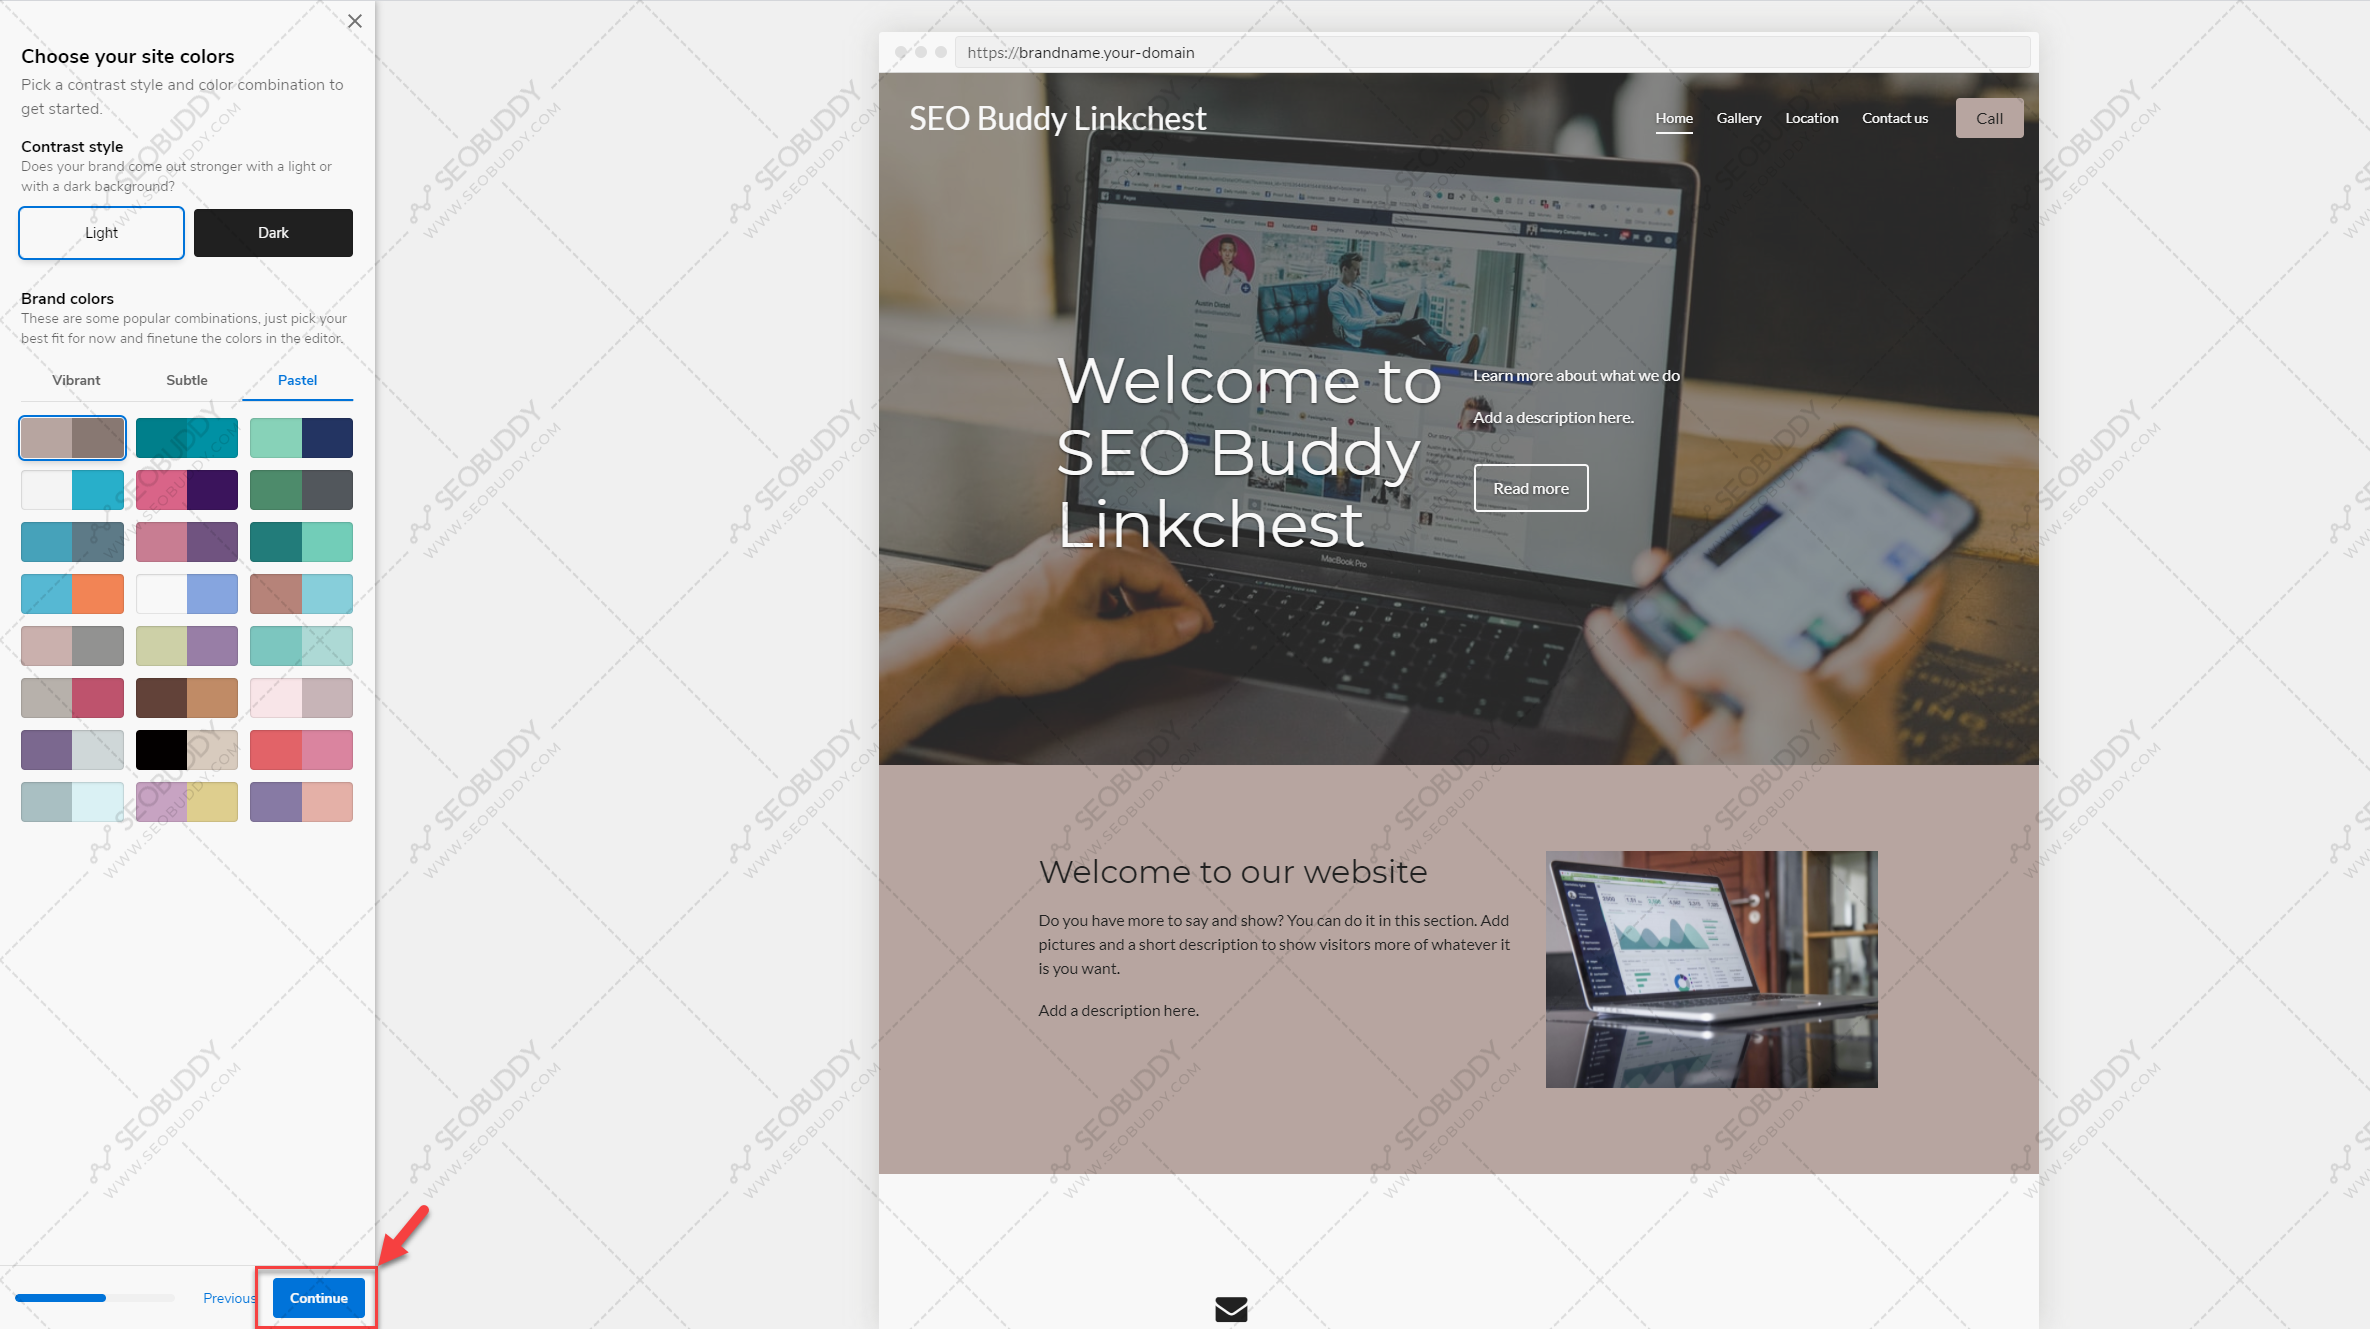 Choose your site colors
Pick a contrast style and color combination to
get started.
Contrast style
Does your brand come out stronger with a light or
with a dark background?
Light
Dark
Brand colors
These are some popular combinations, just pick your
best fit for now and finetune the colors in the editor.
Vibrant
Subtle
Pastel
Previous
Continue
https://brandname.your-domain
SEO Buddy Linkchest
Home
Gallery
Location
Contact us
Call
Welcome to
SEO Buddy
Linkchest
Learn more about what we do
Add a description here.
Read more
MacBook Pro
Welcome to our website
Do you have more to say and show? You can do it in this section. Add
pictures and a short description to show visitors more of whatever it
is you want.
Add a description here.
SEOBUDDY
WWW.SEOBUDDY.COM